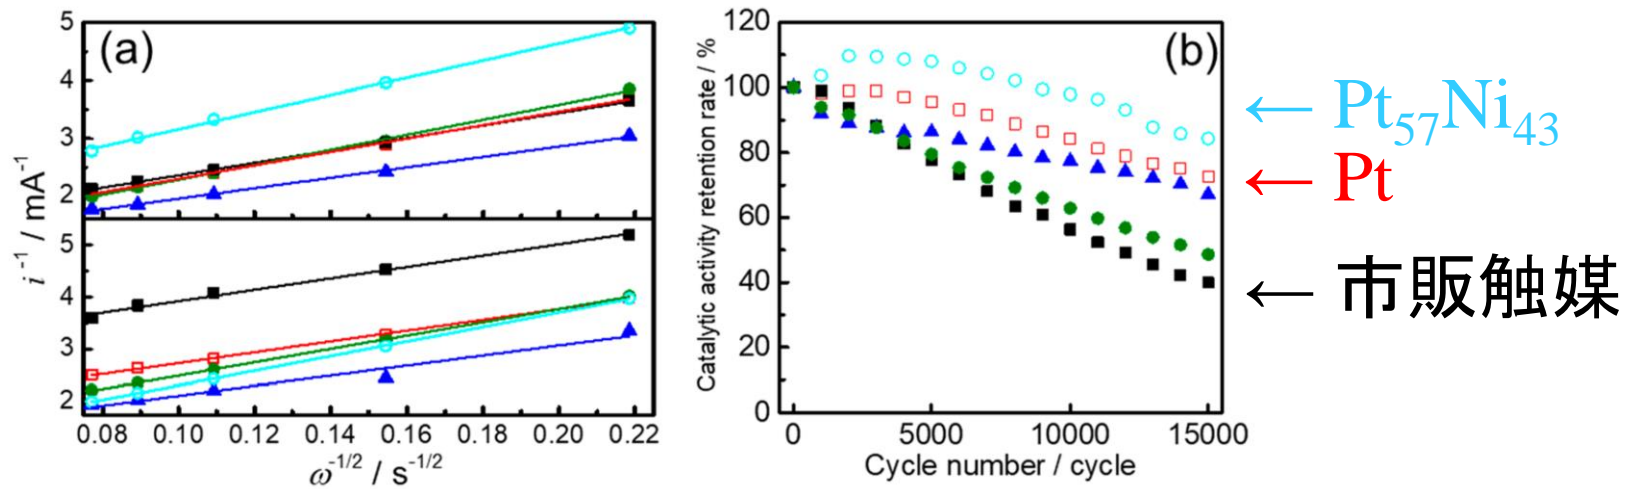 (a)
5
4
3
2
5
4
3
2
i⁻¹ / mA⁻¹
0.08 0.10 0.12 0.14 0.16 0.18 0.20 0.22
ω⁻¹/² / s⁻¹/²
(b)
120
100
80
60
40
20
0
Catalytic activity retention rate / %
0 5000 10000 15000
Cycle number / cycle
← Pt₅₇Ni₄₃
← Pt
← 市販触媒